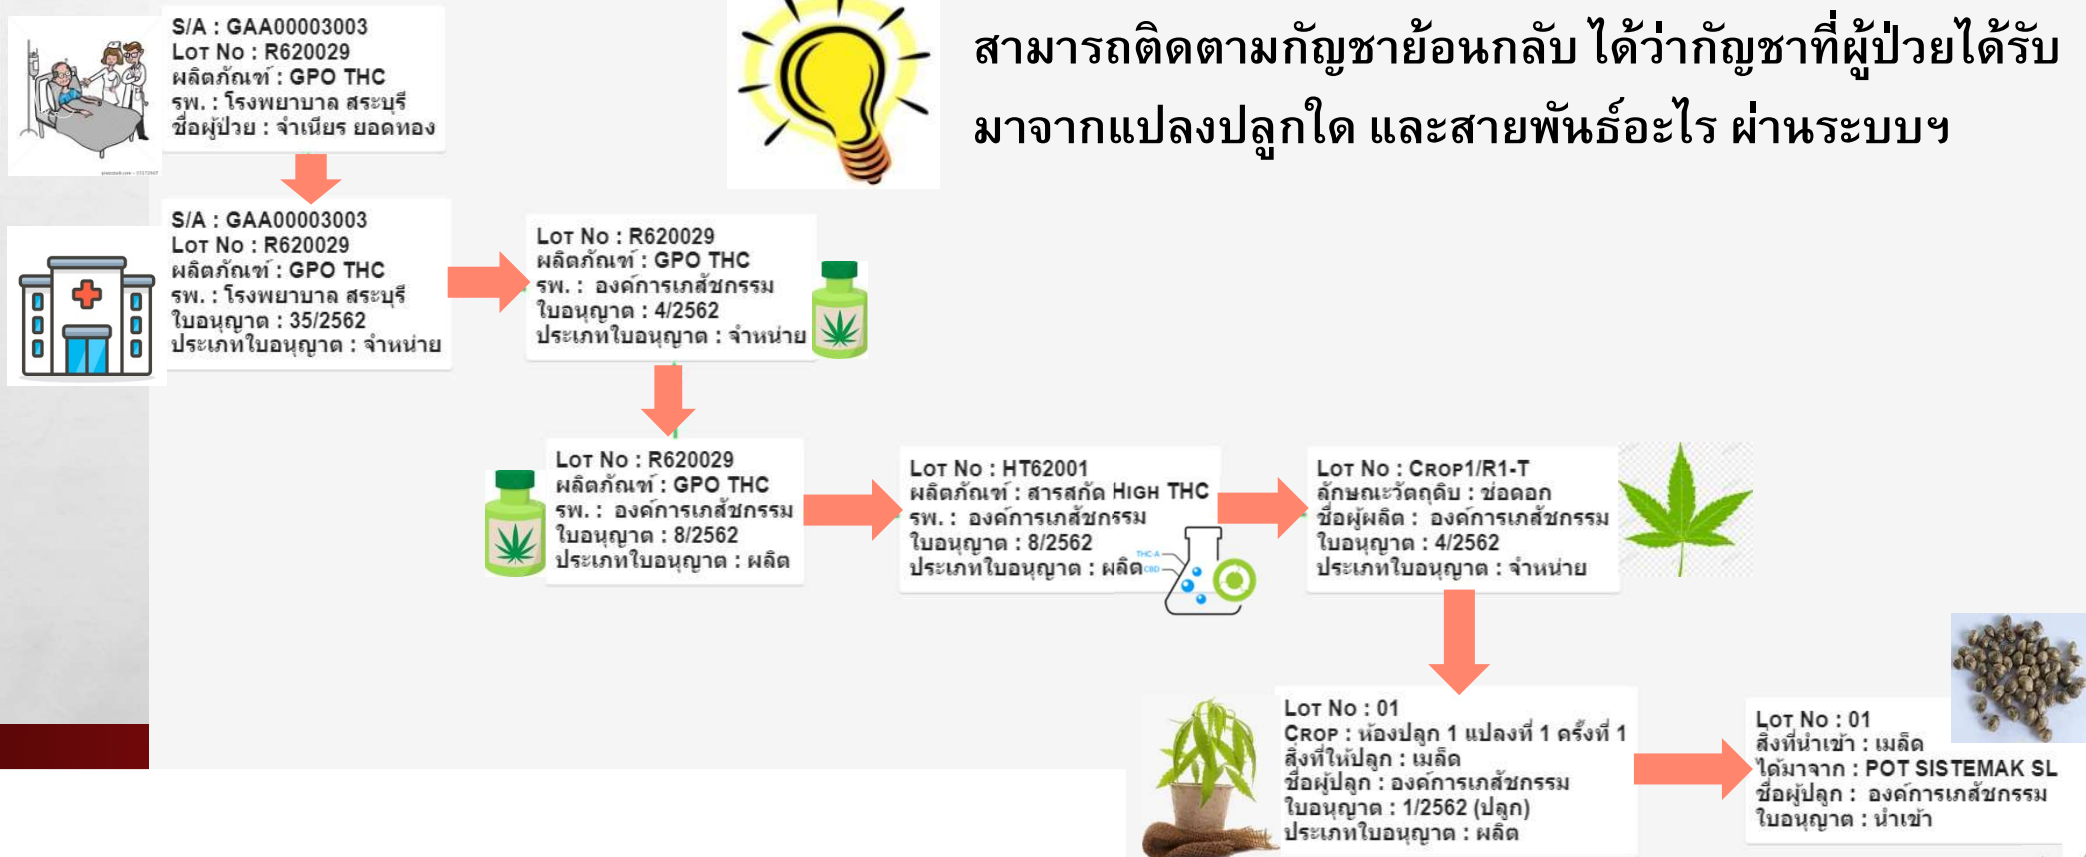 S/A : GAA00003003
Lot No : R620029
ผลิตภัณฑ์ : GPO THC
รพ. : โรงพยาบาล สระบุรี
ชื่อผู้ป่วย : จำเนียร ยอดทอง
สามารถติดตามกัญชาย้อนกลับ ได้ว่ากัญชาที่ผู้ป่วยได้รับ
มาจากแปลงปลูกใด และสายพันธ์อะไร ผ่านระบบฯ
S/A : GAA00003003
Lot No : R620029
ผลิตภัณฑ์ : GPO THC
รพ. : โรงพยาบาล สระบุรี
ใบอนุญาต : 35/2562
ประเภทใบอนุญาต : จำหน่าย
Lot No : R620029
ผลิตภัณฑ์ : GPO THC
รพ. : องค์การเภสัชกรรม
ใบอนุญาต : 4/2562
ประเภทใบอนุญาต : จำหน่าย
Lot No : R620029
ผลิตภัณฑ์ : GPO THC
รพ. : องค์การเภสัชกรรม
ใบอนุญาต : 8/2562
ประเภทใบอนุญาต : ผลิต
Lot No : HT62001
ผลิตภัณฑ์ : สารสกัด High THC
รพ. : องค์การเภสัชกรรม
ใบอนุญาต : 8/2562
ประเภทใบอนุญาต : ผลิต
THC-A
CBD
Lot No : Crop1/R1-T
ลักษณะวัตถุดิบ : ช่อดอก
ชื่อผู้ผลิต : องค์การเภสัชกรรม
ใบอนุญาต : 4/2562
ประเภทใบอนุญาต : จำหน่าย
Lot No : 01
Crop : ห้องปลูก 1 แปลงที่ 1 ครั้งที่ 1
สิ่งที่ให้ปลูก : เมล็ด
ชื่อผู้ปลูก : องค์การเภสัชกรรม
ใบอนุญาต : 1/2562 (ปลูก)
ประเภทใบอนุญาต : ผลิต
Lot No : 01
สิ่งที่นำเข้า : เมล็ด
ได้มาจาก : POT SISTEMAK SL
ชื่อผู้ปลูก : องค์การเภสัชกรรม
ใบอนุญาต : นำเข้า